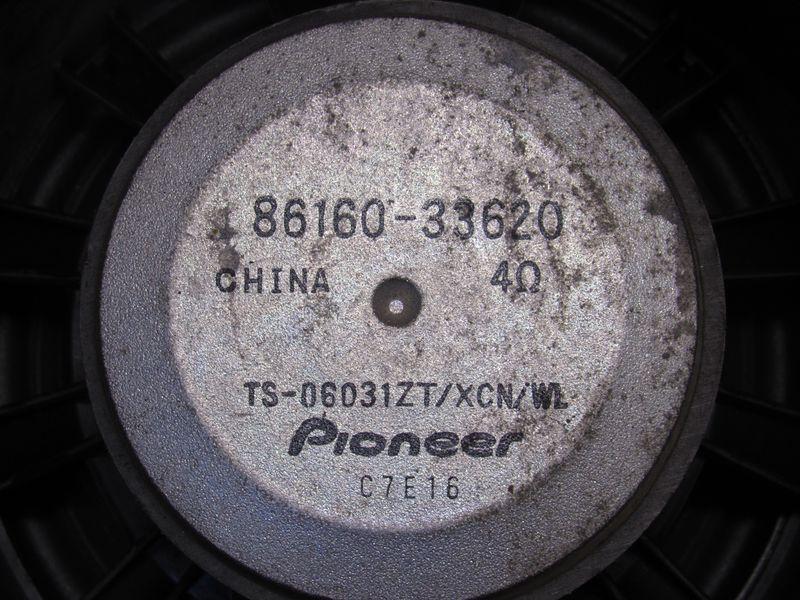 86160-33620
CHINA 4Ω
TS-06031ZT/XCN/WL
Pioneer
C7E16